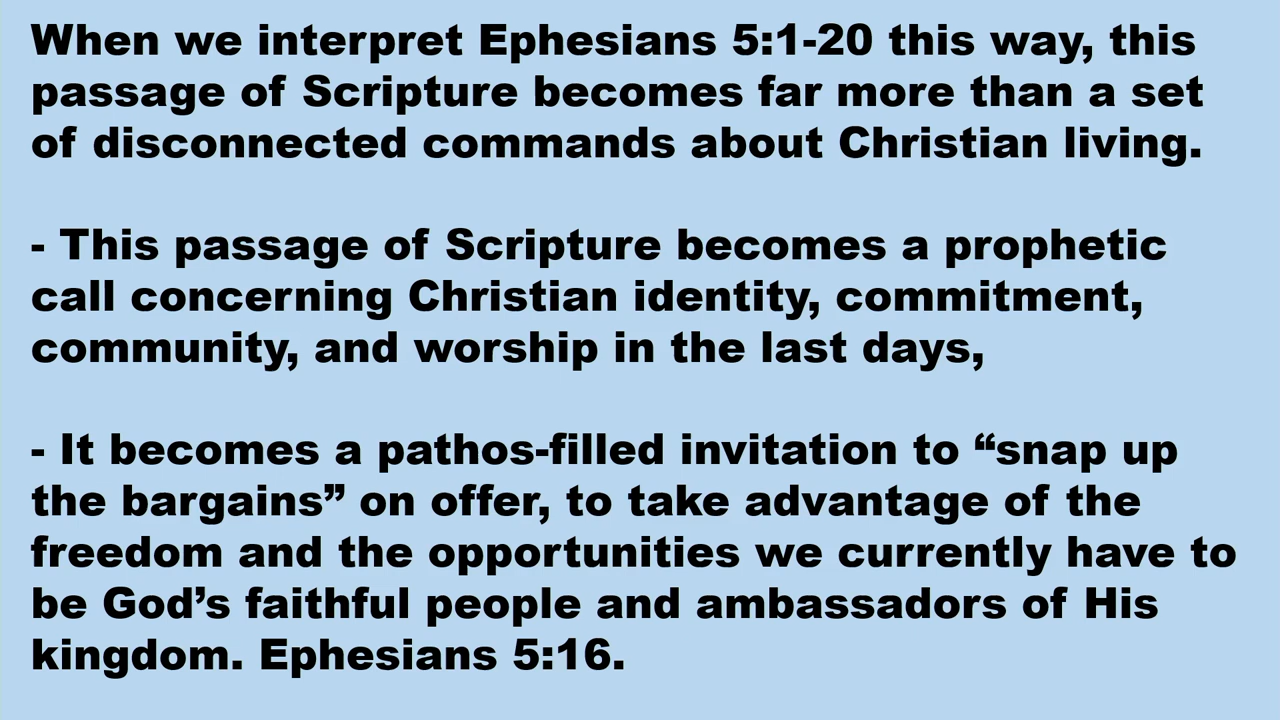 When we interpret Ephesians 5:1-20 this way, this
passage of Scripture becomes far more than a set
of disconnected commands about Christian living.
- This passage of Scripture becomes a prophetic
call concerning Christian identity, commitment,
community, and worship in the last days,
- It becomes a pathos-filled invitation to “snap up
the bargains” on offer, to take advantage of the
freedom and the opportunities we currently have to
be God’s faithful people and ambassadors of His
kingdom. Ephesians 5:16.